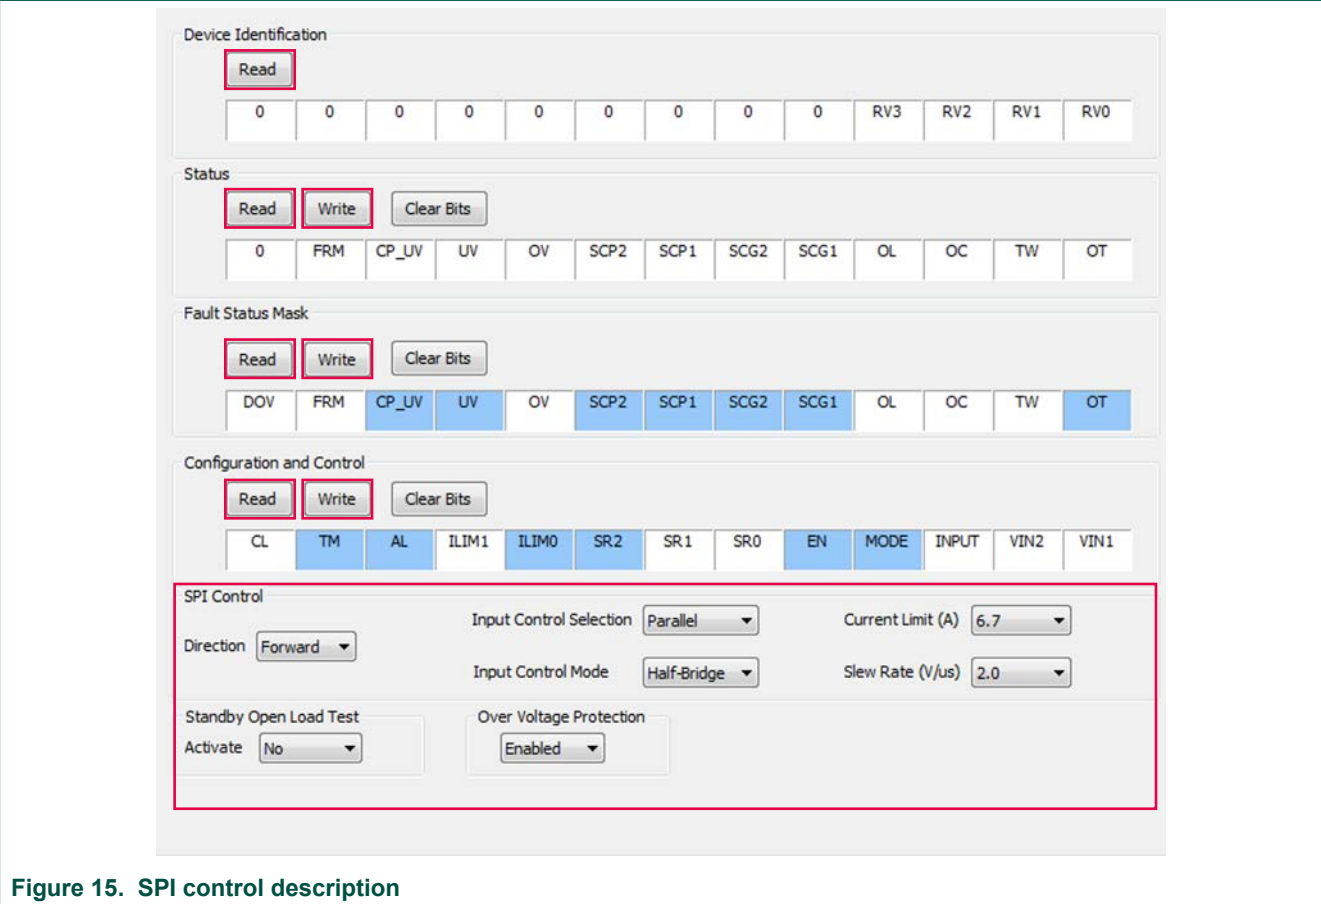 Device Identification
Read
0 0 0 0 0 0 0 0 0 RV3 RV2 RV1 RV0
Status
Read Write Clear Bits
0 FRM CP_UV UV OV SCP2 SCP1 SCG2 SCG1 OL OC TW OT
Fault Status Mask
Read Write Clear Bits
DOV FRM CP_UV UV OV SCP2 SCP1 SCG2 SCG1 OL OC TW OT
Configuration and Control
Read Write Clear Bits
CL TM AL ILIM1 ILIM0 SR2 SR1 SR0 EN MODE INPUT VIN2 VIN1
SPI Control
Input Control Selection Parallel Current Limit (A) 6.7
Direction Forward
Input Control Mode Half-Bridge Slew Rate (V/us) 2.0
Standby Open Load Test Over Voltage Protection
Activate No Enabled
Figure 15. SPI control description